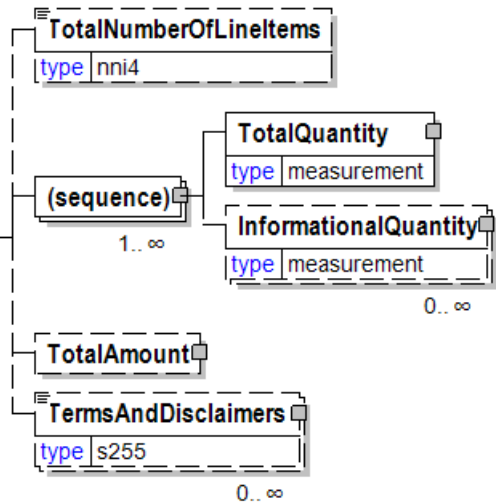 TotalNumberOfLineItems
type nni4
(sequence)
1.. ∞
TotalQuantity
type measurement
InformationalQuantity
type measurement
0.. ∞
TotalAmount
TermsAndDisclaimers
type s255
0.. ∞